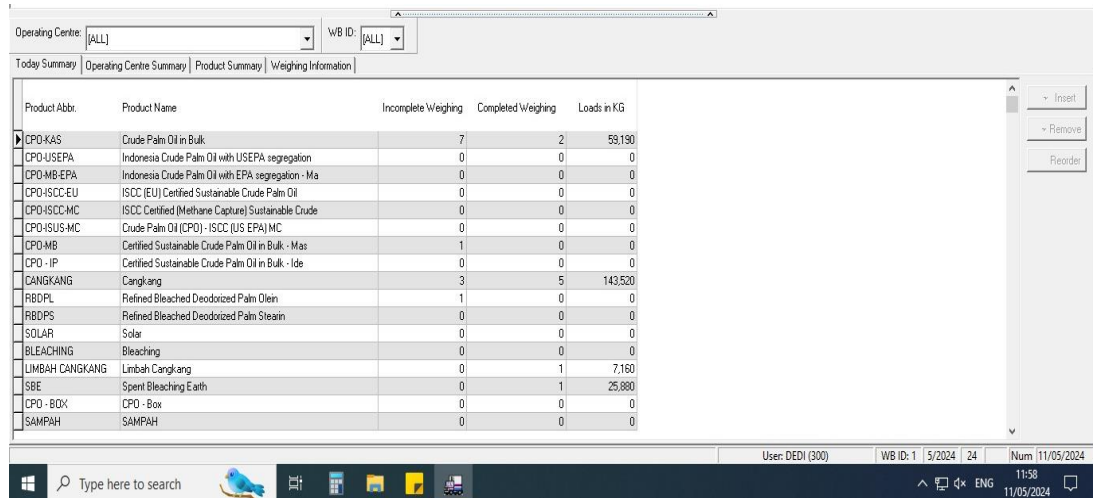 Operating Centre: [ALL] WB ID: [ALL]
Today Summary Operating Centre Summary Product Summary Weighing Information
Product Abbr. Product Name Incomplete Weighing Completed Weighing Loads in KG
Insert
Remove
Reorder
CPO-KAS Crude Palm Oil in Bulk 7 2 59,190
CPO-USEPA Indonesia Crude Palm Oil with USEPA segregation 0 0 0
CPO-MB-EPA Indonesia Crude Palm Oil with EPA segregation - Ma 0 0 0
CPO-ISCC-EU ISCC (EU) Certified Sustainable Crude Palm Oil 0 0 0
CPO-ISCC-MC ISCC Certified (Methane Capture) Sustainable Crude 0 0 0
CPO-ISUS-MC Crude Palm Oil (CPO) - ISCC (US EPA) MC 0 0 0
CPO-MB Certified Sustainable Crude Palm Oil in Bulk - Mas 1 0 0
CPO - IP Certified Sustainable Crude Palm Oil in Bulk - Ide 0 0 0
CANGKANG Cangkang 3 5 143,520
RBDPL Refined Bleached Deodorized Palm Olein 1 0 0
RBDPS Refined Bleached Deodorized Palm Stearin 0 0 0
SOLAR Solar 0 0 0
BLEACHING Bleaching 0 0 0
LIMBAH CANGKANG Limbah Cangkang 0 1 7,160
SBE Spent Bleaching Earth 0 1 25,880
CPO - BOX CPO - Box 0 0 0
SAMPAH SAMPAH 0 0 0
User: DEDI (300) WB ID: 1 5/2024 24 Num 11/05/2024
Type here to search ENG 11:58
11/05/2024